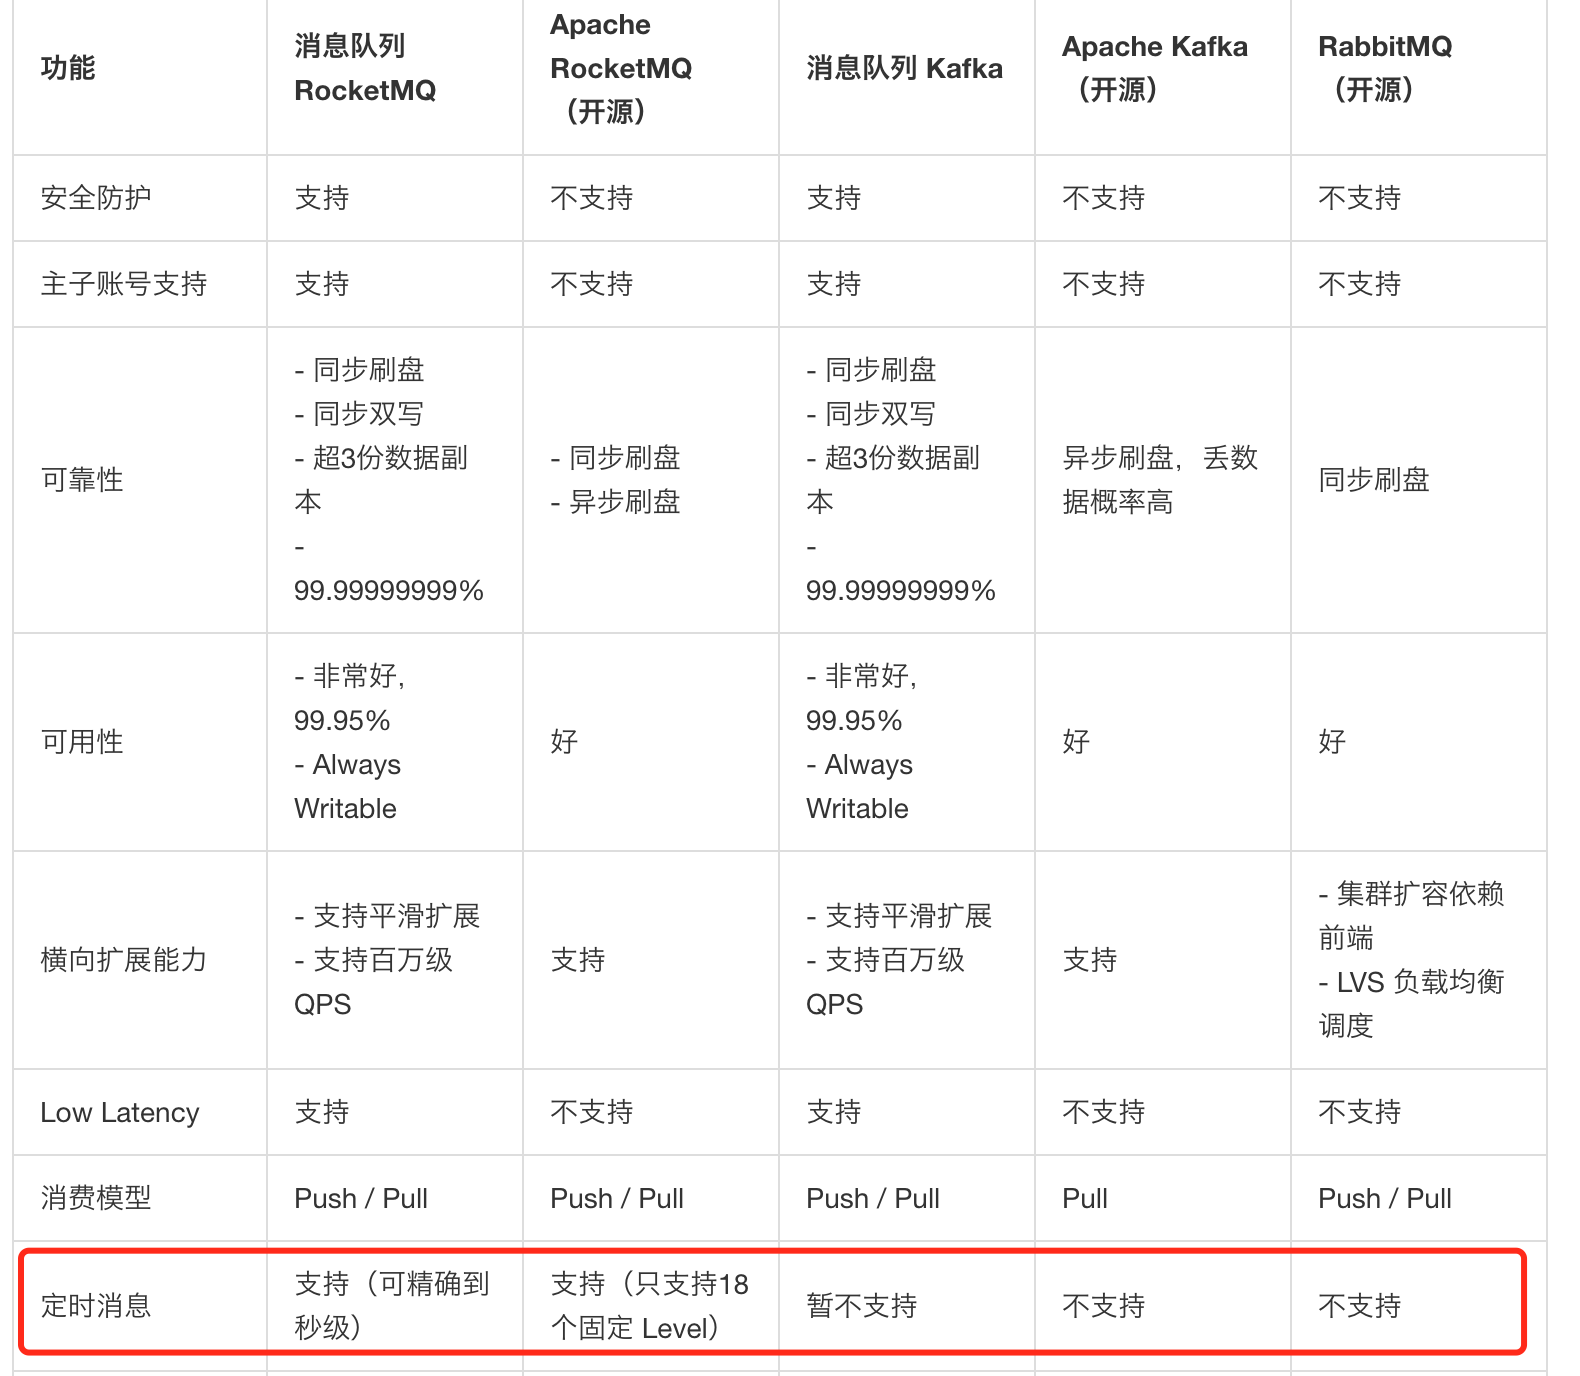 功能
消息队列
RocketMQ
Apache
RocketMQ
（开源）
消息队列 Kafka
Apache Kafka
（开源）
RabbitMQ
（开源）
安全防护
支持
不支持
支持
不支持
不支持
主子账号支持
支持
不支持
支持
不支持
不支持
可靠性
- 同步刷盘
- 同步双写
- 超3份数据副
本
-
99.99999999%
- 同步刷盘
- 异步刷盘
- 同步刷盘
- 同步双写
- 超3份数据副
本
-
99.99999999%
异步刷盘，丢数
据概率高
同步刷盘
可用性
- 非常好，
99.95%
- Always
Writable
好
- 非常好，
99.95%
- Always
Writable
好
好
横向扩展能力
- 支持平滑扩展
- 支持百万级
QPS
支持
- 支持平滑扩展
- 支持百万级
QPS
支持
- 集群扩容依赖
前端
- LVS 负载均衡
调度
Low Latency
支持
不支持
支持
不支持
不支持
消费模型
Push / Pull
Push / Pull
Push / Pull
Pull
Push / Pull
定时消息
支持（可精确到
秒级）
支持（只支持18
个固定 Level）
暂不支持
不支持
不支持